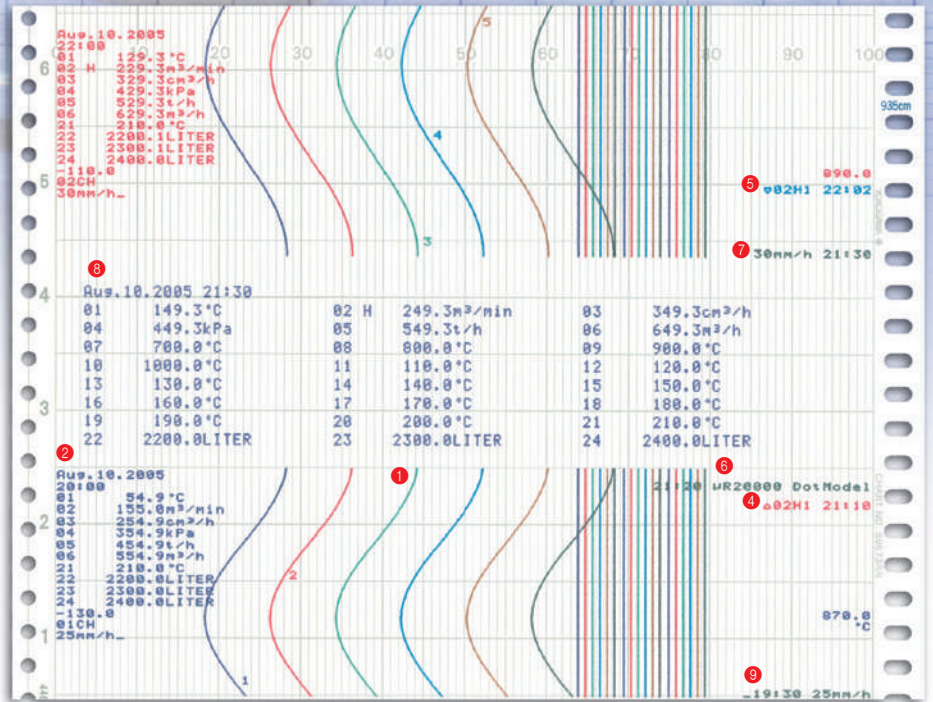 Aug.10.2005
22:00
01 129.3°C
02 H 229.3m³/min
03 329.3cm³/h
04 429.3kPa
05 529.3t/h
06 629.3m³/h
21 210.0°C
22 2200.1LITER
23 2300.1LITER
24 2400.0LITER
-110.0
02CH
30mm/h_
10 20 30 40 50 60 70 80 90 100
6
5
4
3
2
1
5
4
3
935cm
890.0
5 ▽02H1 22:02
YOKOGAWA
7 30mm/h 21:30
8
Aug.10.2005 21:30
01 149.3°C 02 H 249.3m³/min 03 349.3cm³/h
04 449.3kPa 05 549.3t/h 06 649.3m³/h
07 700.0°C 08 800.0°C 09 900.0°C
10 1000.0°C 11 110.0°C 12 120.0°C
13 130.0°C 14 140.0°C 15 150.0°C
16 160.0°C 17 170.0°C 18 180.0°C
19 190.0°C 20 200.0°C 21 210.0°C
22 2200.0LITER 23 2300.0LITER 24 2400.0LITER
2
Aug.10.2005
20:00
01 54.9°C
02 155.0m³/min
03 254.9cm³/h
04 354.9kPa
05 454.9t/h
06 554.9m³/h
21 210.0°C
22 2200.0LITER
23 2300.0LITER
24 2400.0LITER
-130.0
01CH
25mm/h_
1
6
21:20 µR20000 DotModel
4 △02H1 21:10
CHART NO
2
1
870.0
°C
9
_19:30 25mm/h